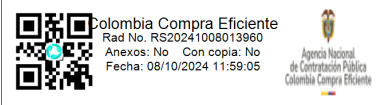 Colombia Compra Eficiente
Rad No. RS20241008013960
Anexos: No Con copia: No
Fecha: 08/10/2024 11:59:05
Agencia Nacional
de Contratación Pública
Colombia Compra Eficiente